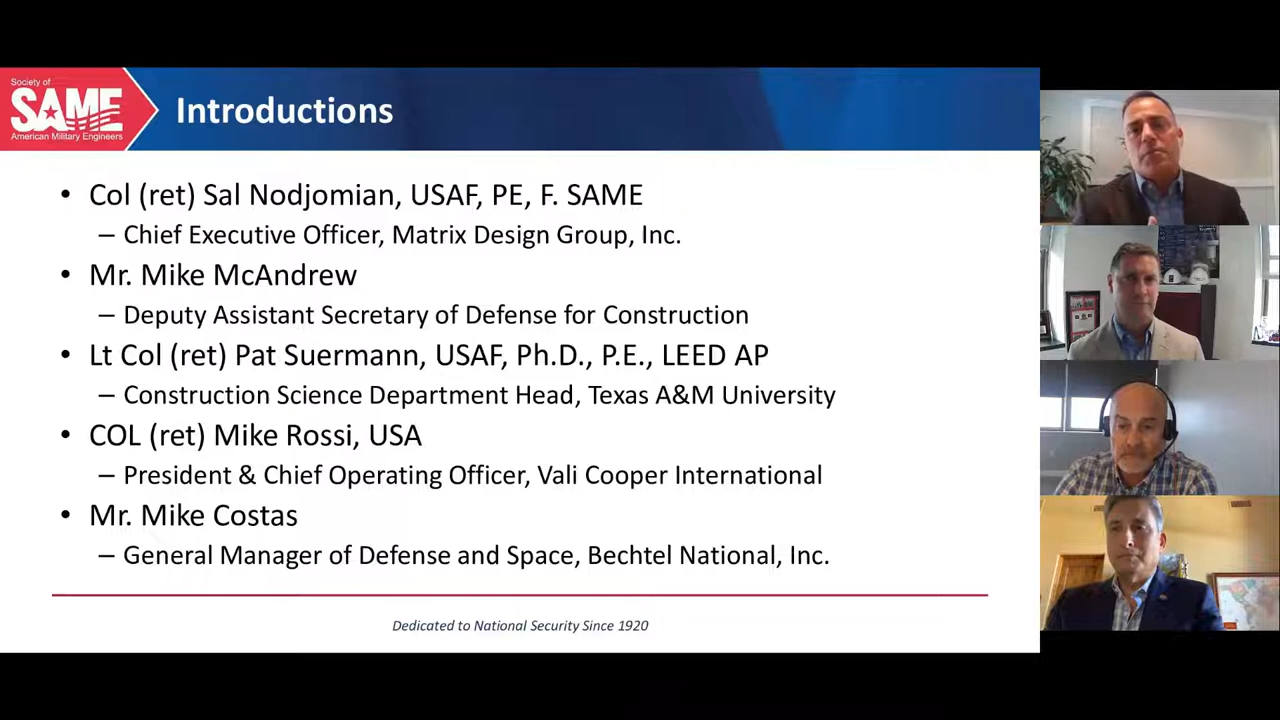 Society of
SAME
American Military Engineers
Introductions
• Col (ret) Sal Nodjomian, USAF, PE, F. SAME
– Chief Executive Officer, Matrix Design Group, Inc.
• Mr. Mike McAndrew
– Deputy Assistant Secretary of Defense for Construction
• Lt Col (ret) Pat Suermann, USAF, Ph.D., P.E., LEED AP
– Construction Science Department Head, Texas A&M University
• COL (ret) Mike Rossi, USA
– President & Chief Operating Officer, Vali Cooper International
• Mr. Mike Costas
– General Manager of Defense and Space, Bechtel National, Inc.
Dedicated to National Security Since 1920